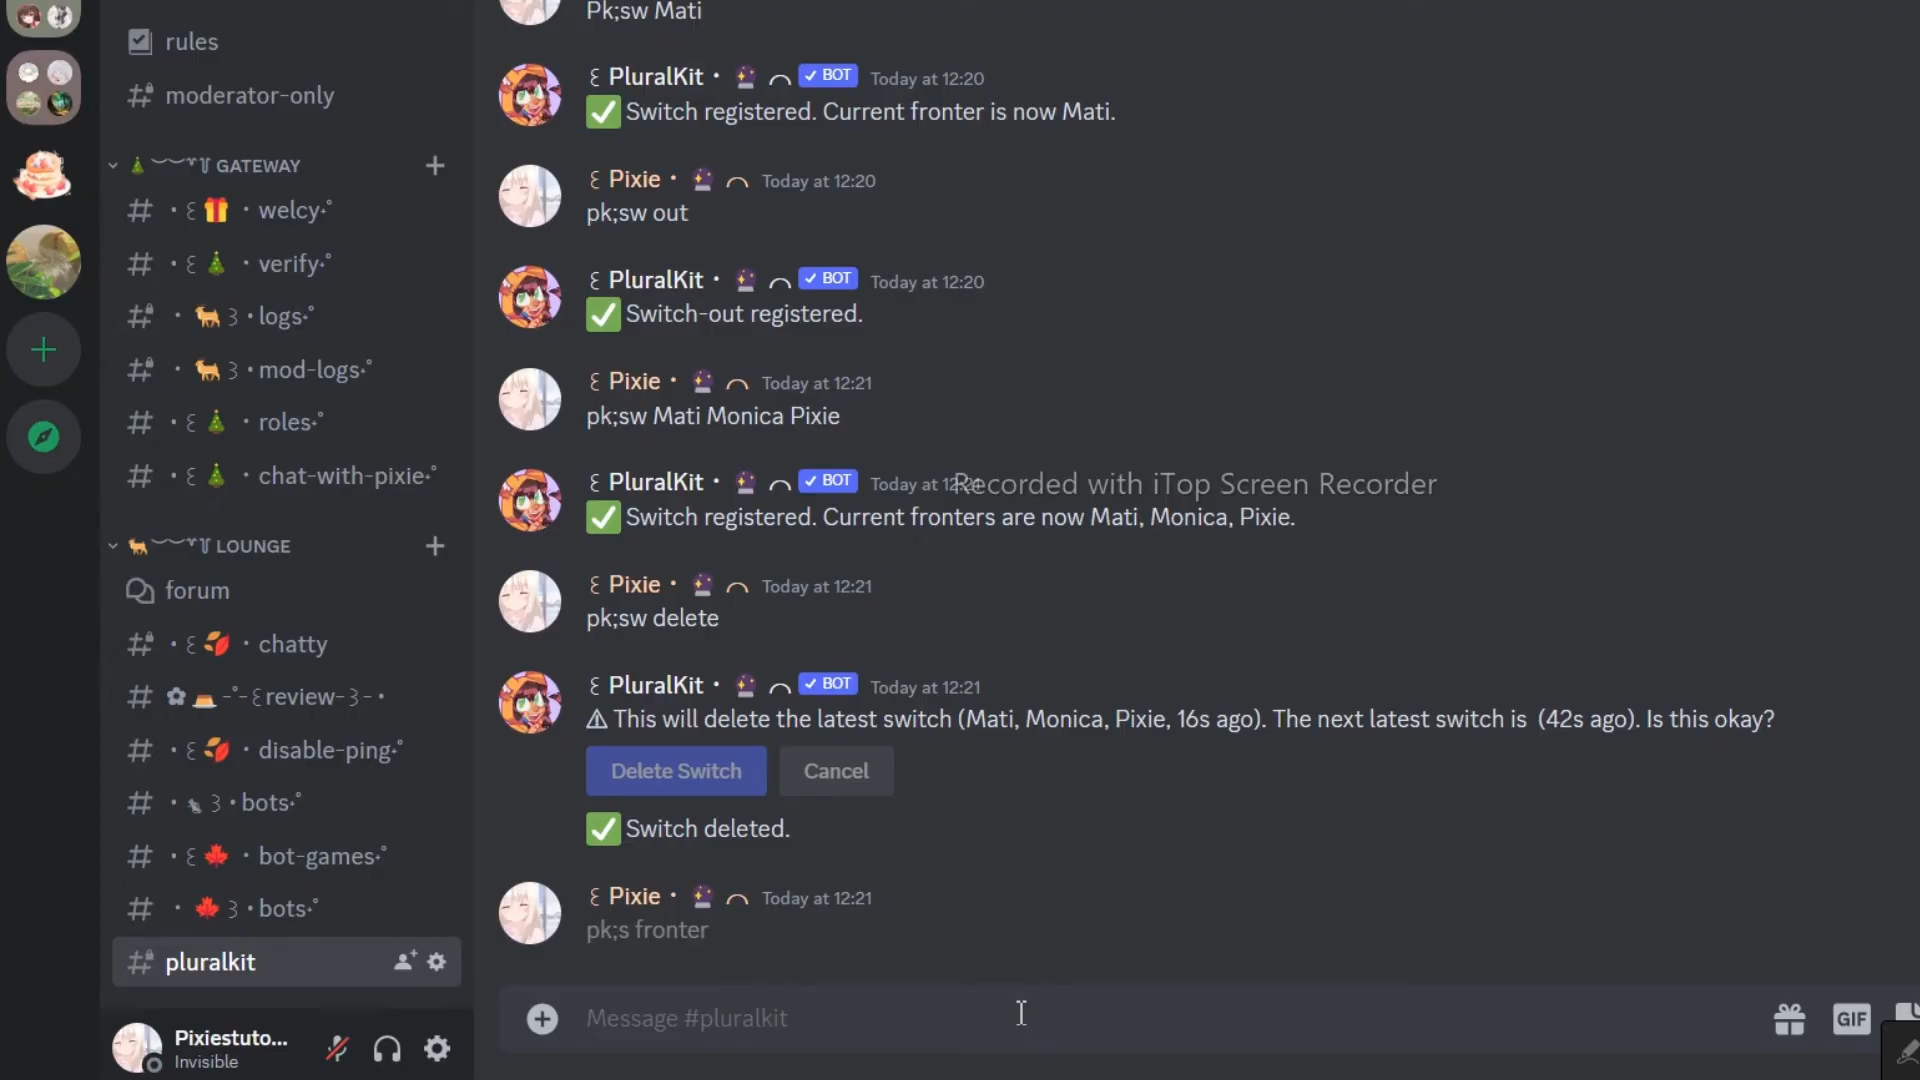 rules
moderator-only
GATEWAY
welcy
verify
logs
mod-logs
roles
chat-with-pixie
LOUNGE
forum
chatty
review
disable-ping
bots
bot-games
bots
pluralkit
Pixiestuto...
Invisible
Pk;sw Mati
PluralKit BOT Today at 12:20
Switch registered. Current fronter is now Mati.
Pixie Today at 12:20
pk;sw out
PluralKit BOT Today at 12:20
Switch-out registered.
Pixie Today at 12:21
pk;sw Mati Monica Pixie
PluralKit BOT Today at 12:21
Recorded with iTop Screen Recorder
Switch registered. Current fronters are now Mati, Monica, Pixie.
Pixie Today at 12:21
pk;sw delete
PluralKit BOT Today at 12:21
This will delete the latest switch (Mati, Monica, Pixie, 16s ago). The next latest switch is (42s ago). Is this okay?
Delete Switch Cancel
Switch deleted.
Pixie Today at 12:21
pk;s fronter
Message #pluralkit
GIF